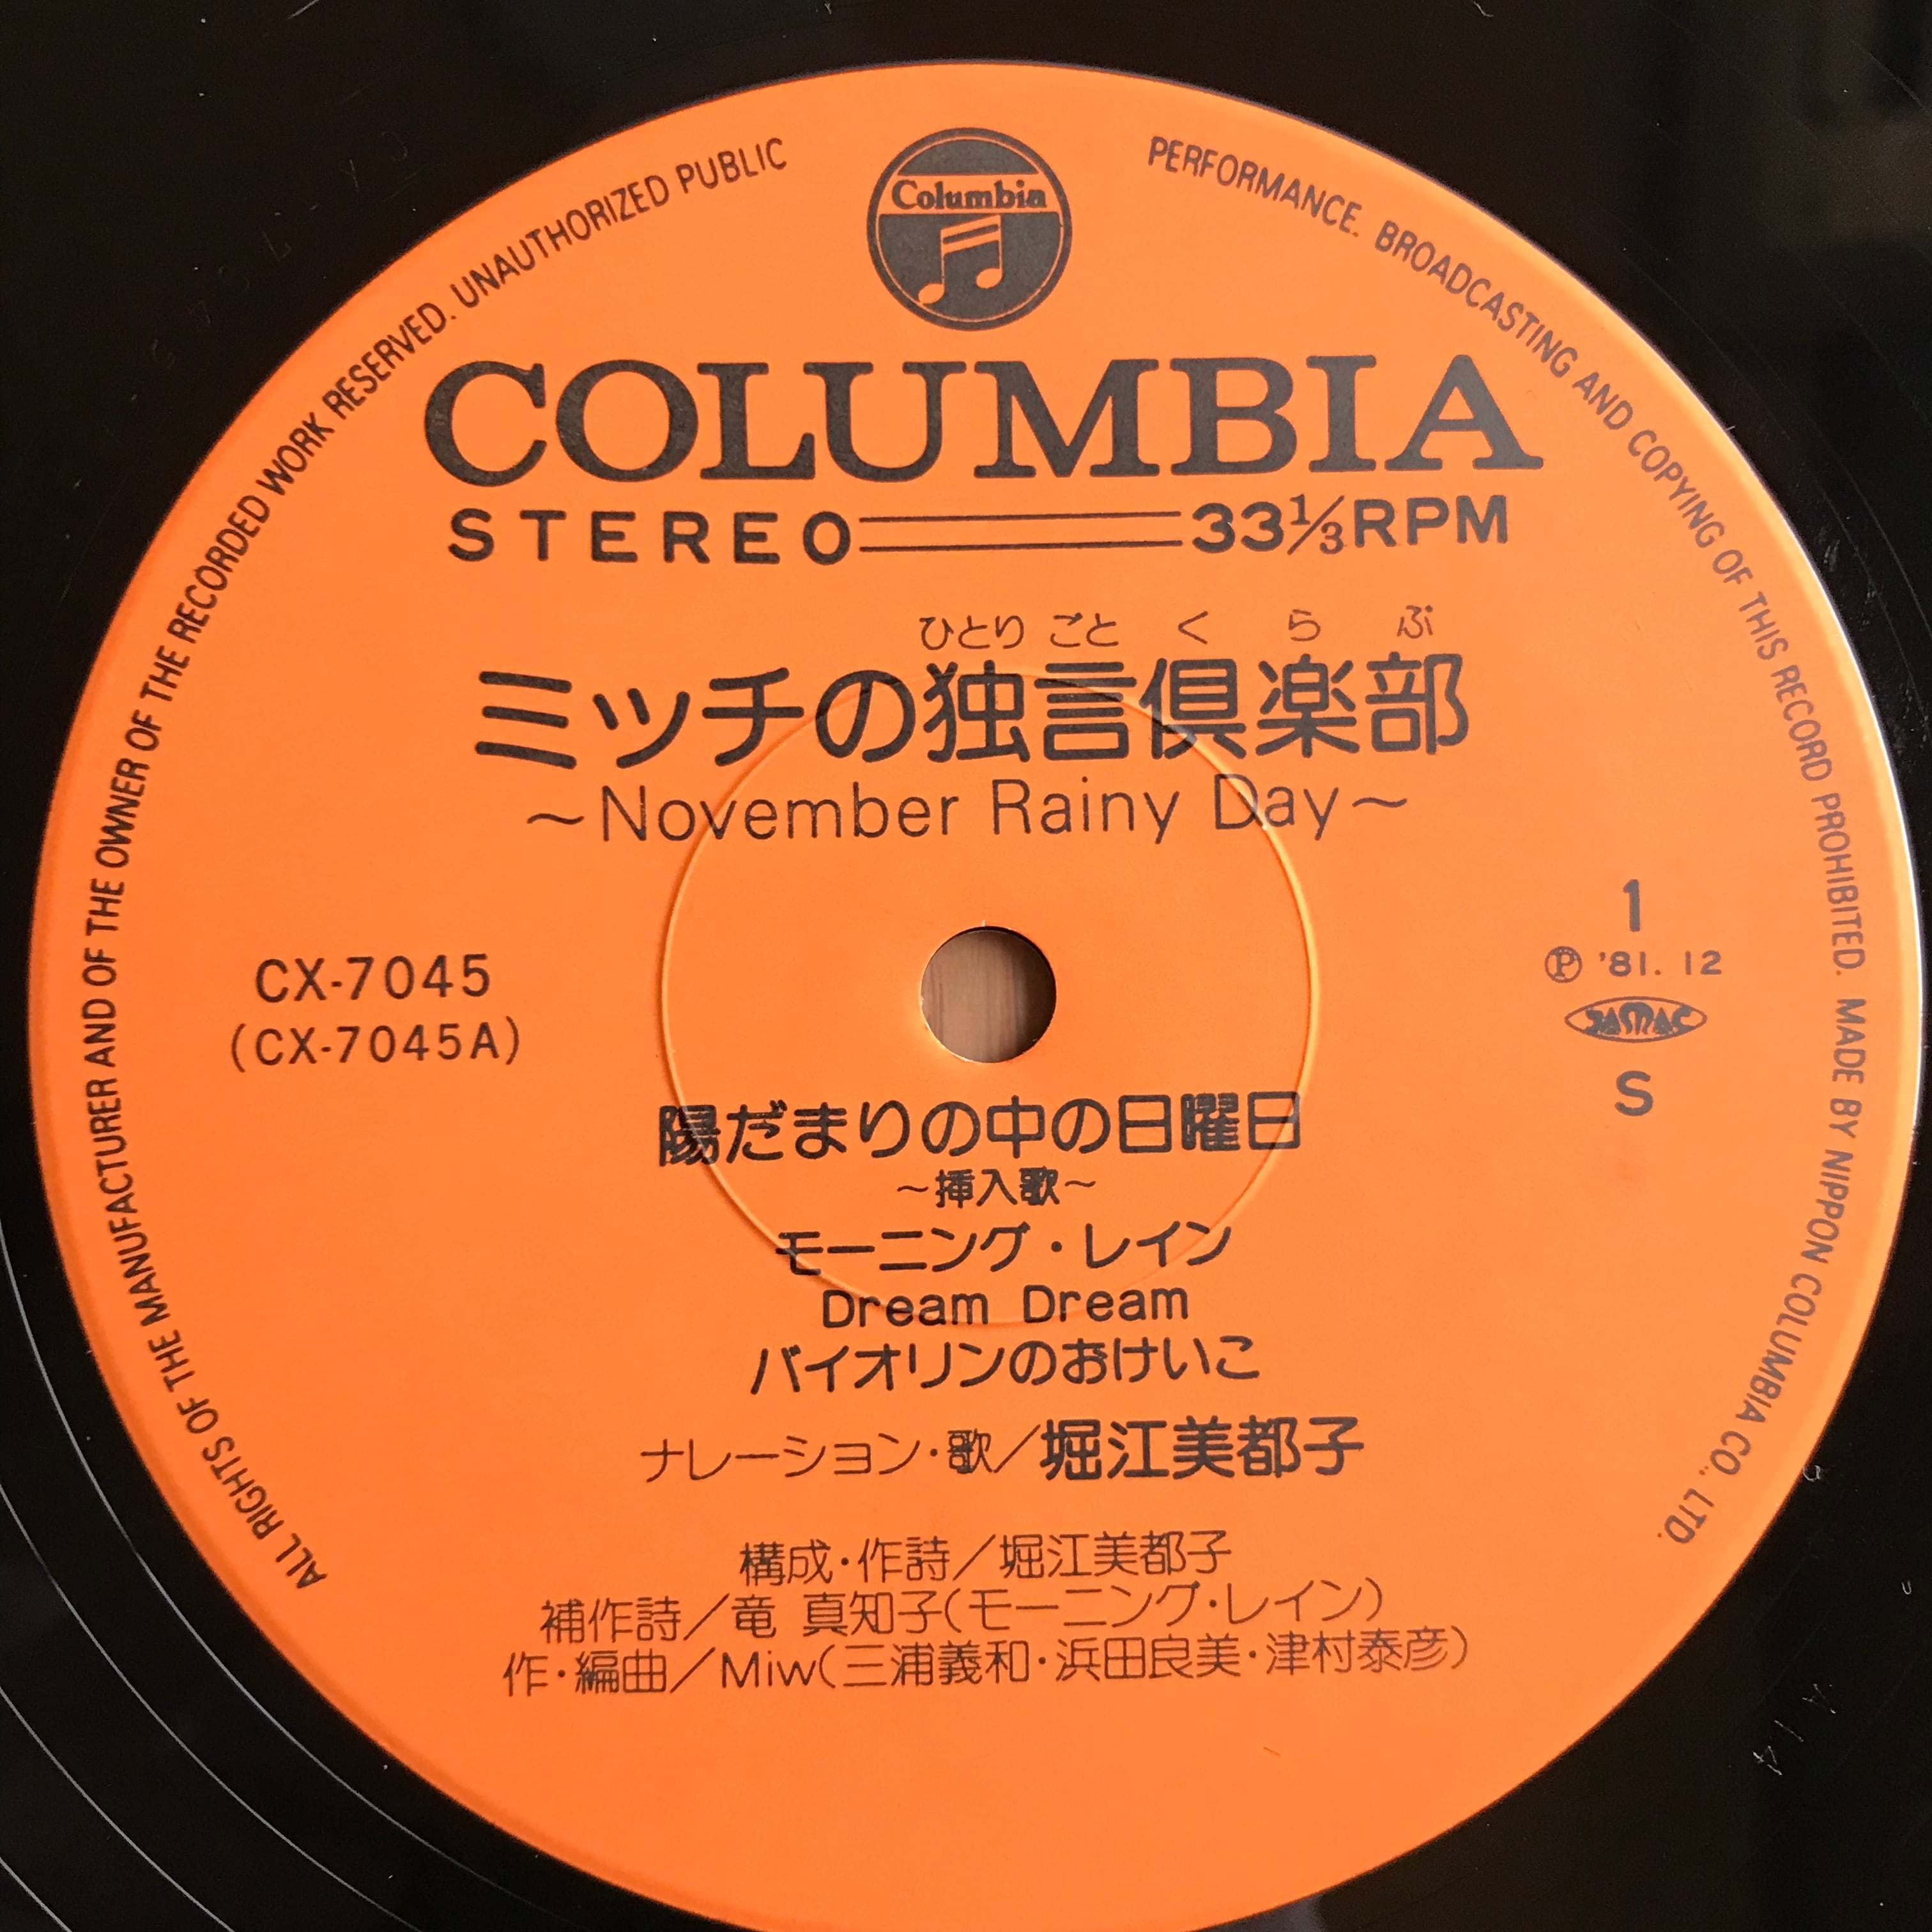 ALL RIGHTS OF THE MANUFACTURER AND OF THE OWNER OF THE RECORDED WORK RESERVED. UNAUTHORIZED PUBLIC PERFORMANCE. BROADCASTING AND COPYING OF THIS RECORD PROHIBITED. MADE BY NIPPON COLUMBIA CO., LTD.
Columbia
COLUMBIA
STEREO 33⅓RPM
ひとり ごと く ら ぶ
ミッチの独言倶楽部
～November Rainy Day～
1
CX-7045
Ⓟ '81. 12
(CX-7045A)
JASRAC
S
陽だまりの中の日曜日
～挿入歌～
モーニング・レイン
Dream Dream
バイオリンのおけいこ
ナレーション・歌／堀江美都子
構成・作詩／堀江美都子
補作詩／竜 真知子(モーニング・レイン)
作・編曲／Miw(三浦義和・浜田良美・津村泰彦)